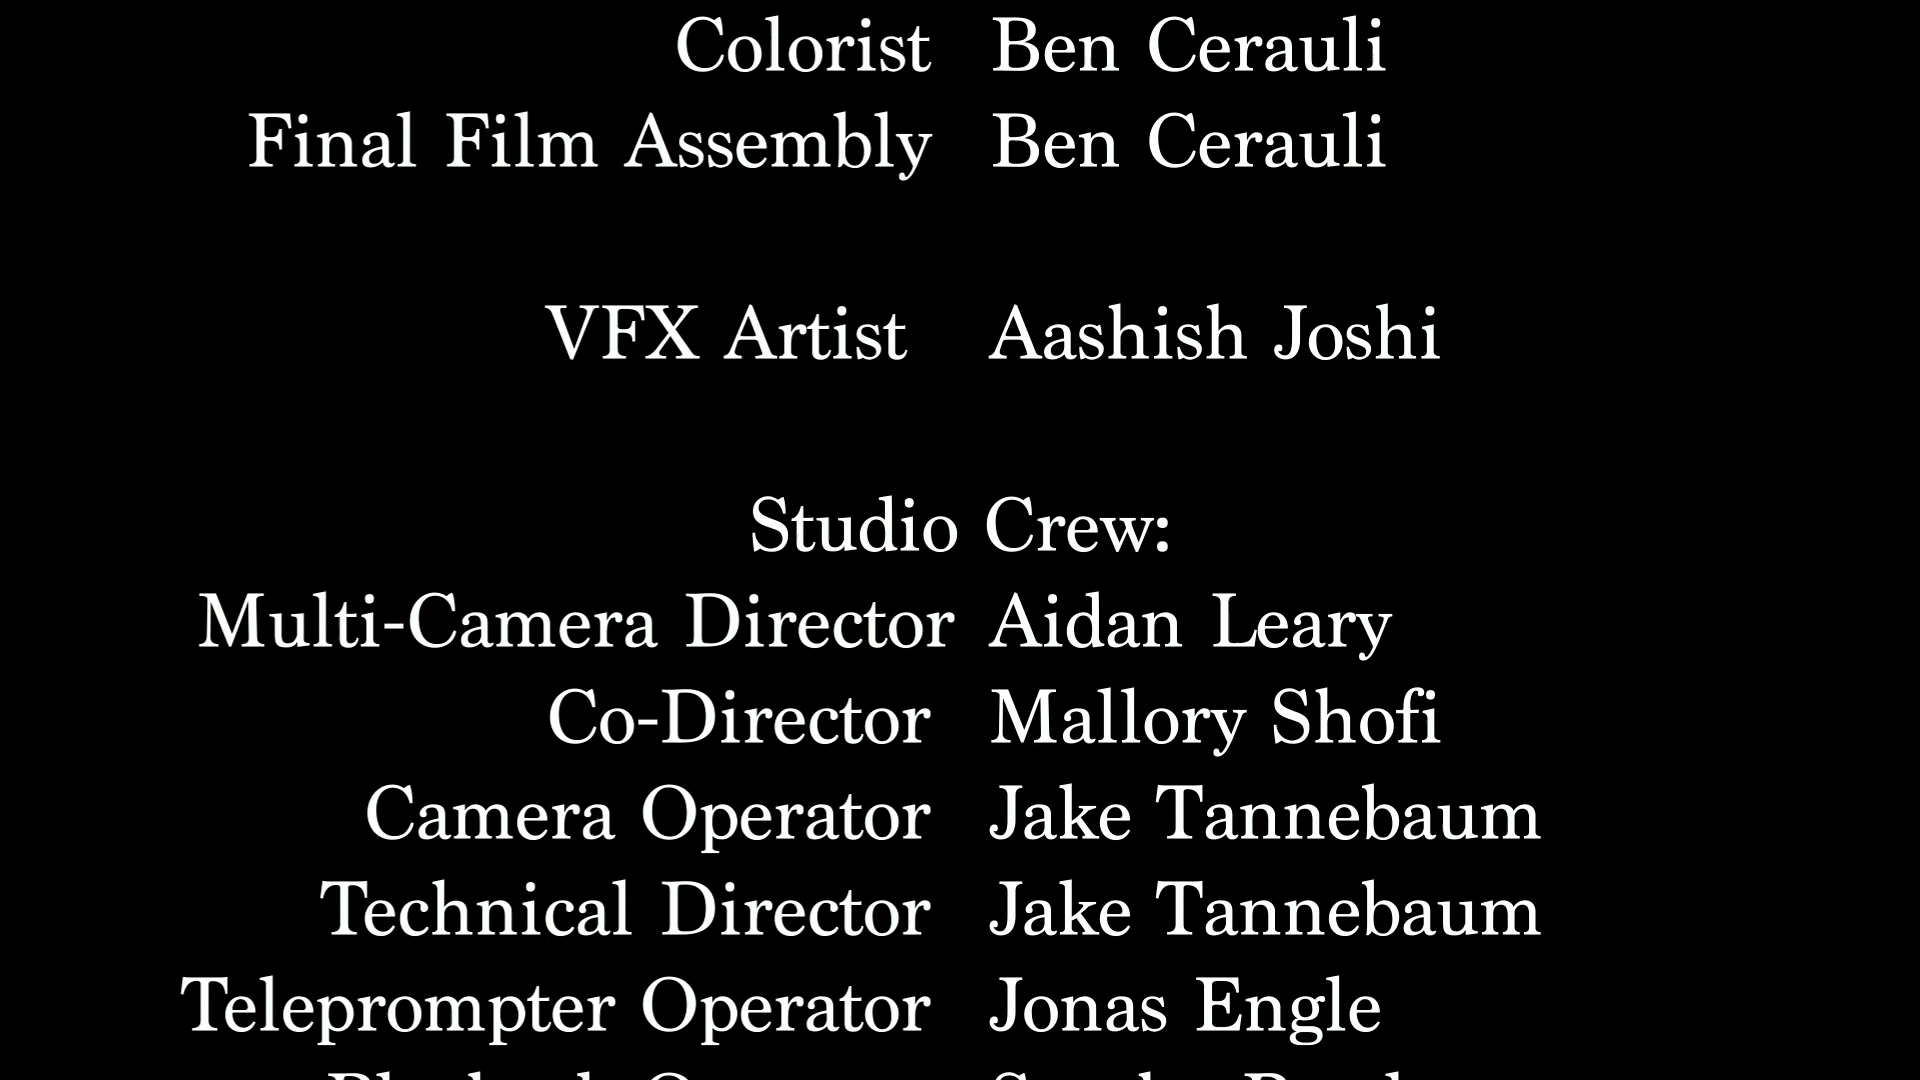 Colorist Ben Cerauli
Final Film Assembly Ben Cerauli
VFX Artist Aashish Joshi
Studio Crew:
Multi-Camera Director Aidan Leary
Co-Director Mallory Shofi
Camera Operator Jake Tannebaum
Technical Director Jake Tannebaum
Teleprompter Operator Jonas Engle